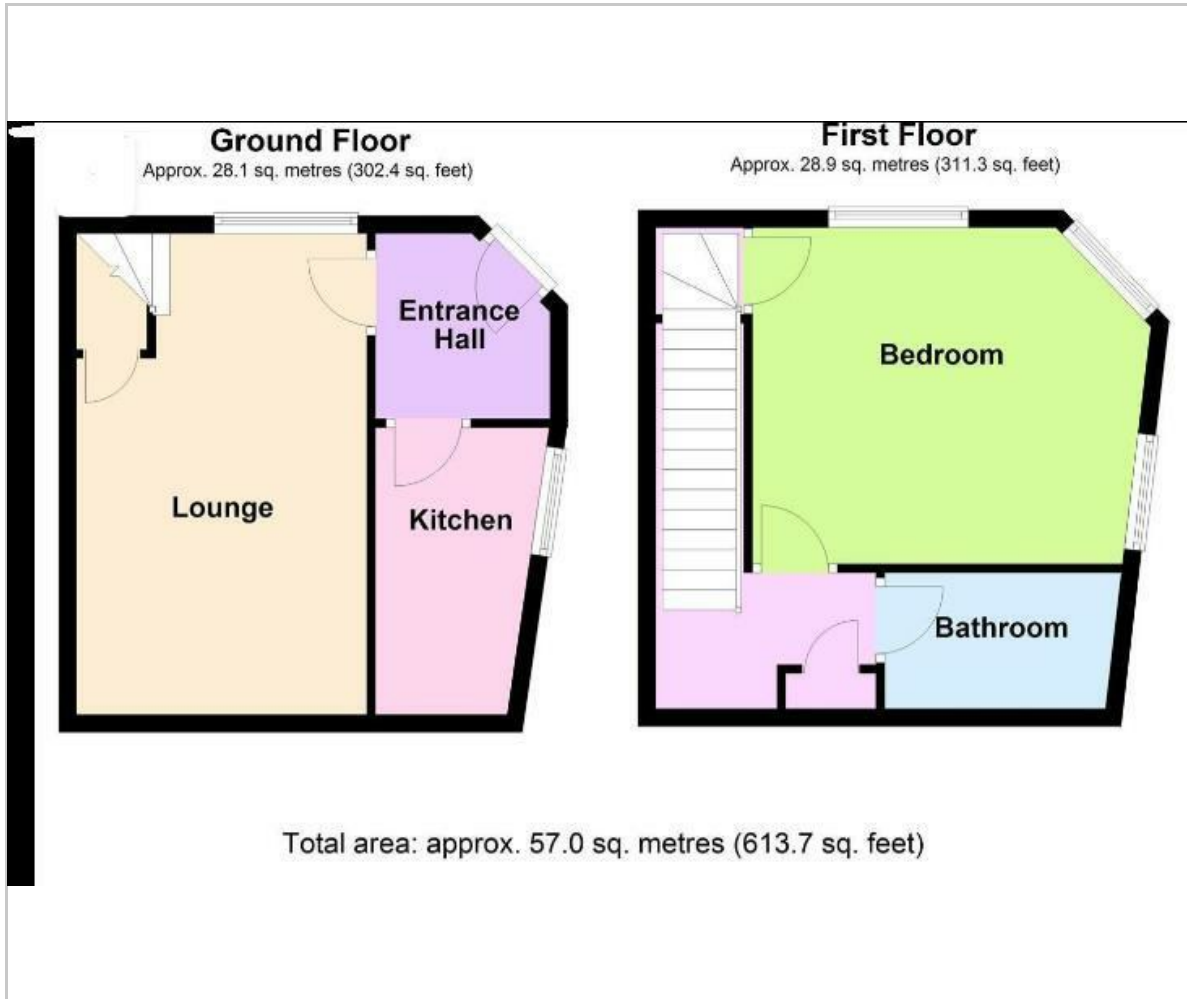 Ground Floor
Approx. 28.1 sq. metres (302.4 sq. feet)
Entrance
Hall
Lounge
Kitchen
First Floor
Approx. 28.9 sq. metres (311.3 sq. feet)
Bedroom
Bathroom
Total area: approx. 57.0 sq. metres (613.7 sq. feet)